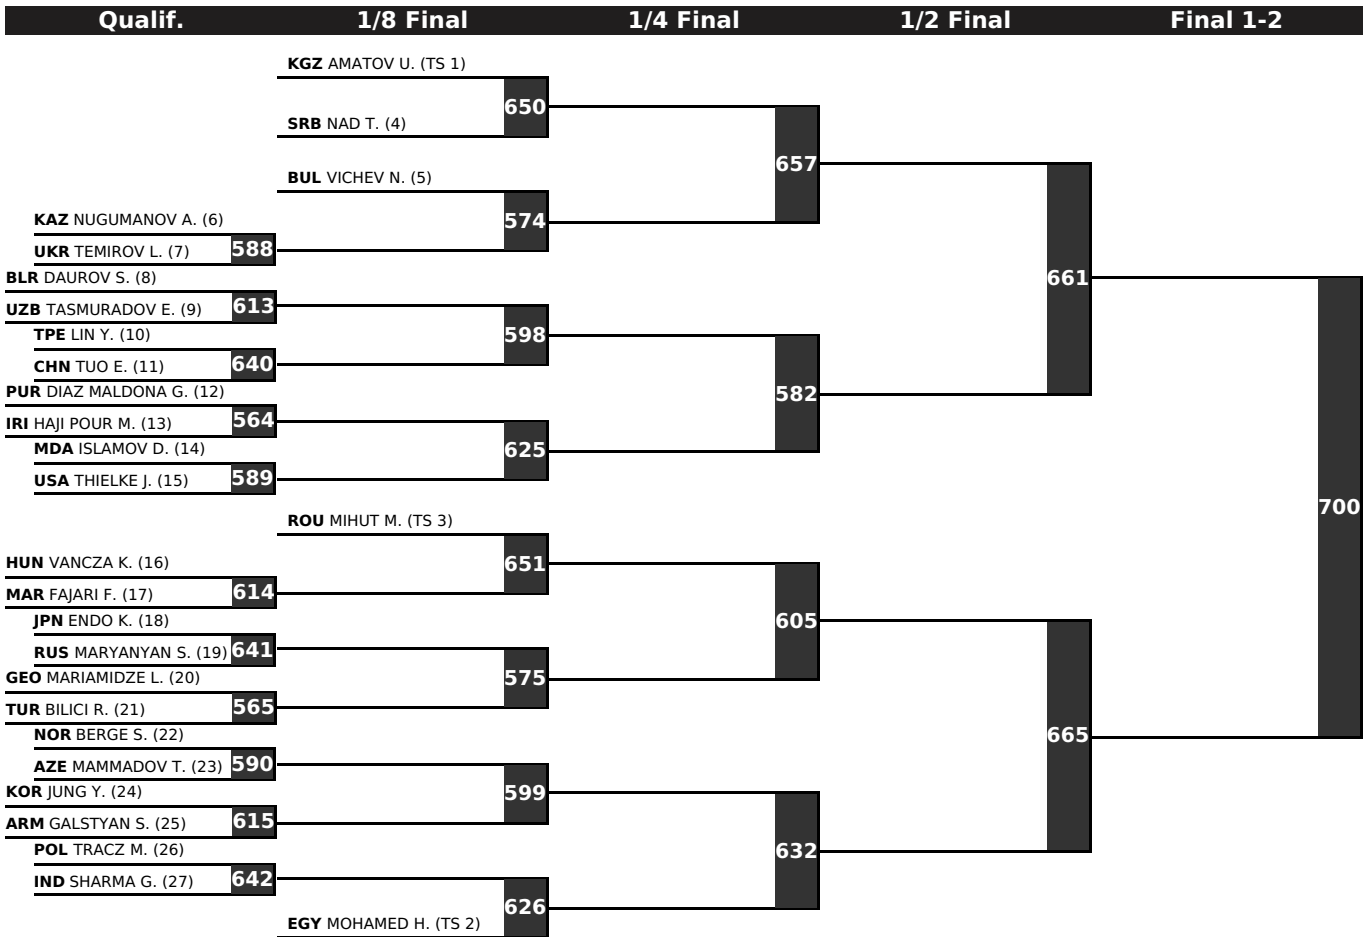 Qualif. 1/8 Final 1/4 Final 1/2 Final Final 1-2
KGZ AMATOV U. (TS 1)
650
SRB NAD T. (4)
657
BUL VICHEV N. (5)
574
KAZ NUGUMANOV A. (6)
588
UKR TEMIROV L. (7)
661
BLR DAUROV S. (8)
613
UZB TASMURADOV E. (9)
598
TPE LIN Y. (10)
640
CHN TUO E. (11)
582
PUR DIAZ MALDONA G. (12)
564
IRI HAJI POUR M. (13)
625
MDA ISLAMOV D. (14)
589
USA THIELKE J. (15)
700
ROU MIHUT M. (TS 3)
651
HUN VANCZA K. (16)
614
MAR FAJARI F. (17)
605
JPN ENDO K. (18)
641
RUS MARYANYAN S. (19)
575
GEO MARIAMIDZE L. (20)
565
TUR BILICI R. (21)
665
NOR BERGE S. (22)
590
AZE MAMMADOV T. (23)
599
KOR JUNG Y. (24)
615
ARM GALSTYAN S. (25)
632
POL TRACZ M. (26)
642
IND SHARMA G. (27)
626
EGY MOHAMED H. (TS 2)